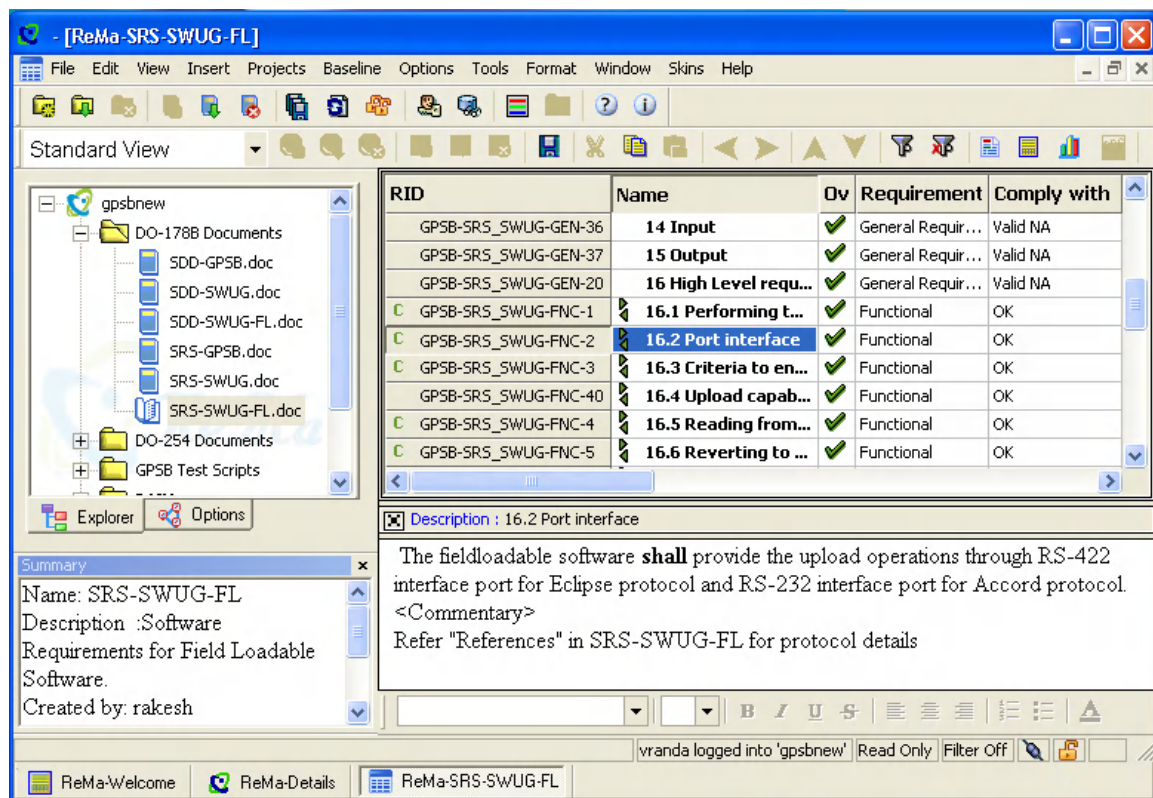 - [ReMa-SRS-SWUG-FL]
File Edit View Insert Projects Baseline Options Tools Format Window Skins Help
Standard View
gpsbnew
DO-178B Documents
SDD-GPSB.doc
SDD-SWUG.doc
SDD-SWUG-FL.doc
SRS-GPSB.doc
SRS-SWUG.doc
SRS-SWUG-FL.doc
DO-254 Documents
GPSB Test Scripts
Explorer Options
Summary
Name: SRS-SWUG-FL
Description :Software
Requirements for Field Loadable
Software.
Created by: rakesh
RID Name Ov Requirement Comply with
GPSB-SRS_SWUG-GEN-36 14 Input General Requir... Valid NA
GPSB-SRS_SWUG-GEN-37 15 Output General Requir... Valid NA
GPSB-SRS_SWUG-GEN-20 16 High Level requ... General Requir... Valid NA
C GPSB-SRS_SWUG-FNC-1 16.1 Performing t... Functional OK
C GPSB-SRS_SWUG-FNC-2 16.2 Port interface Functional OK
C GPSB-SRS_SWUG-FNC-3 16.3 Criteria to en... Functional OK
GPSB-SRS_SWUG-FNC-40 16.4 Upload capab... Functional OK
C GPSB-SRS_SWUG-FNC-4 16.5 Reading from... Functional OK
C GPSB-SRS_SWUG-FNC-5 16.6 Reverting to ... Functional OK
Description : 16.2 Port interface
The fieldloadable software shall provide the upload operations through RS-422
interface port for Eclipse protocol and RS-232 interface port for Accord protocol.
<Commentary>
Refer "References" in SRS-SWUG-FL for protocol details
B I U S A
vranda logged into 'gpsbnew' Read Only Filter Off
ReMa-Welcome ReMa-Details ReMa-SRS-SWUG-FL